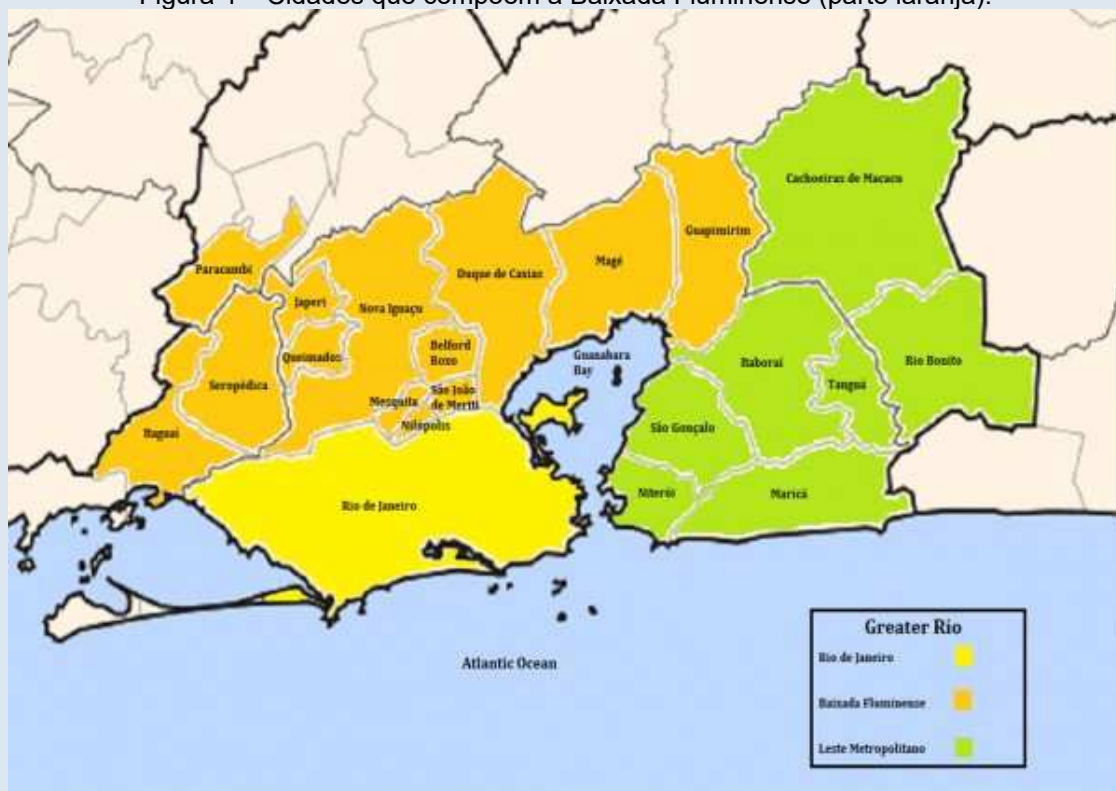 Cachoeiras de Macacu
Guapimirim
Paracambi
Magé
Duque de Caxias
Japeri
Nova Iguaçu
Belford
Roxo
Guanabara
Bay
Queimados
Seropédica
Itaboraí
Rio Bonito
Tanguá
São João
de Meriti
Mesquita
Nilópolis
Itaguaí
São Gonçalo
Niterói
Maricá
Rio de Janeiro
Atlantic Ocean
Greater Rio
Rio de Janeiro
Baixada Fluminense
Leste Metropolitano